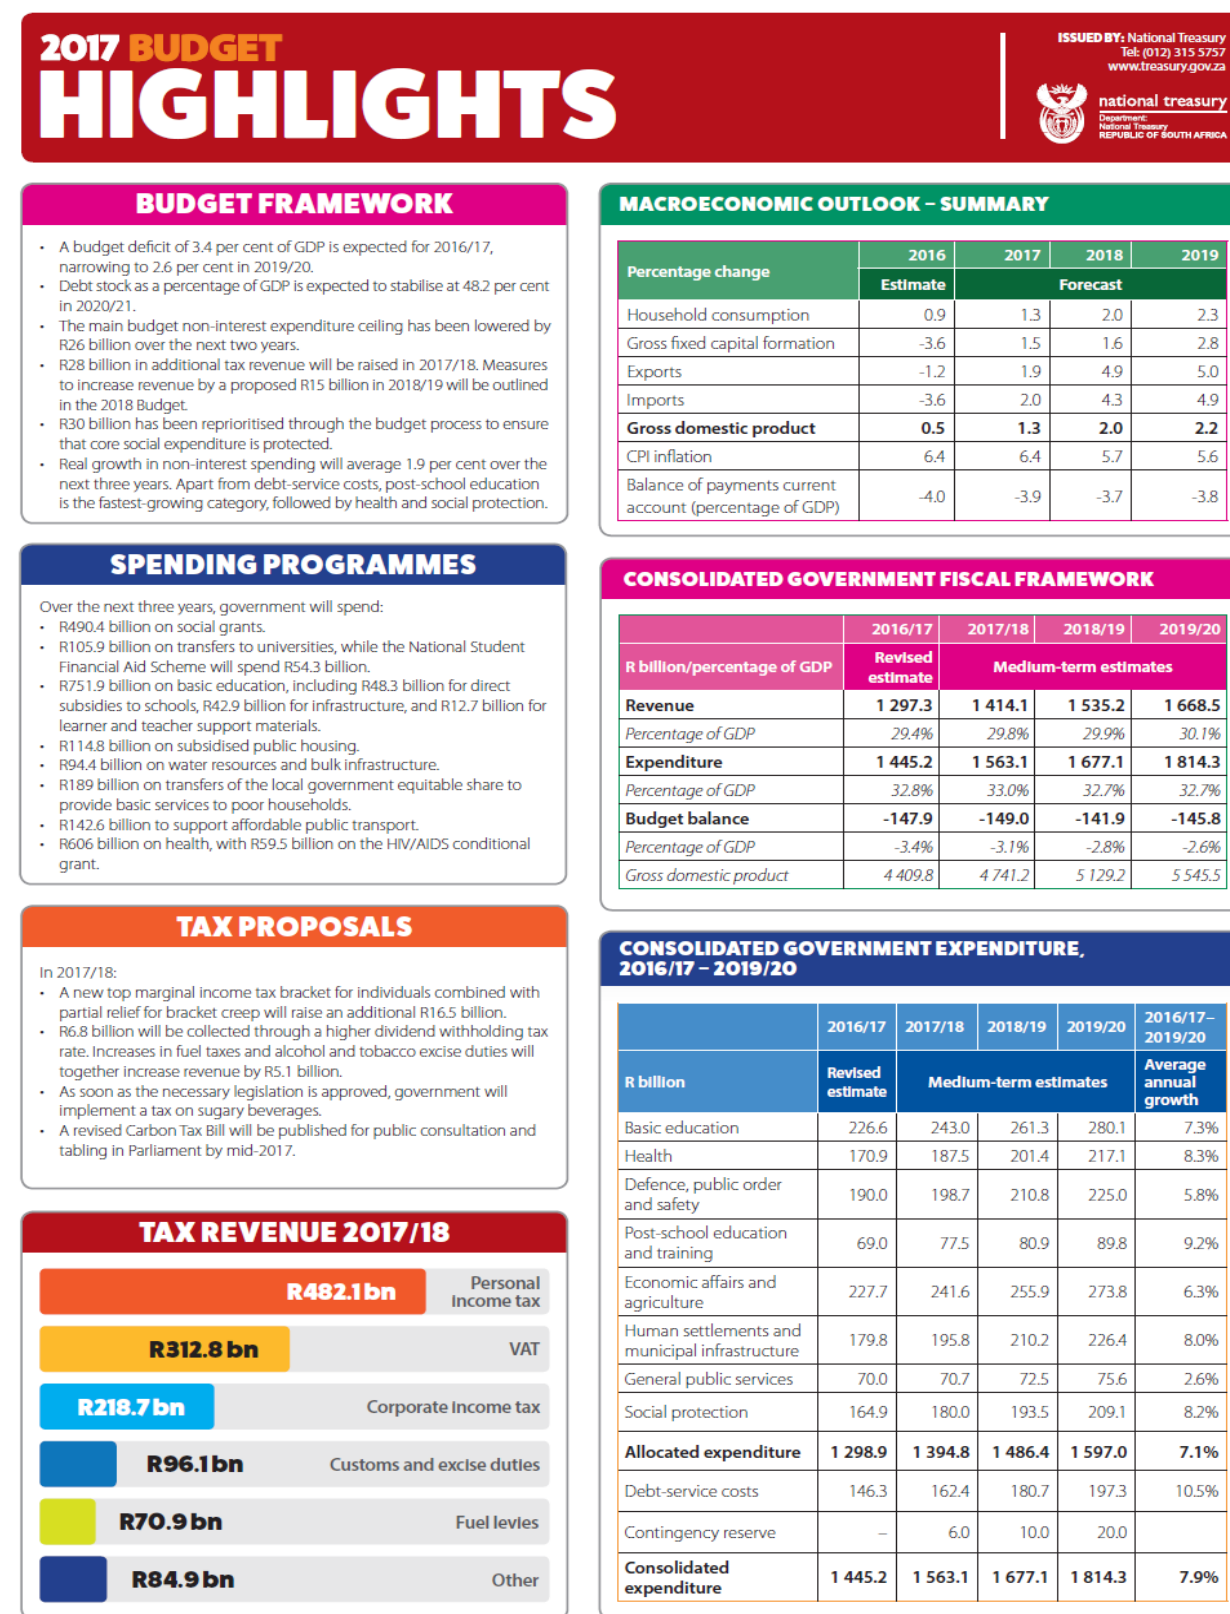 2017 BUDGET
HIGHLIGHTS
ISSUED BY: National Treasury
Tel: (012) 315 5757
www.treasury.gov.za
national treasury
Department:
National Treasury
REPUBLIC OF SOUTH AFRICA
BUDGET FRAMEWORK
• A budget deficit of 3.4 per cent of GDP is expected for 2016/17,
narrowing to 2.6 per cent in 2019/20.
• Debt stock as a percentage of GDP is expected to stabilise at 48.2 per cent
in 2020/21.
• The main budget non-interest expenditure ceiling has been lowered by
R26 billion over the next two years.
• R28 billion in additional tax revenue will be raised in 2017/18. Measures
to increase revenue by a proposed R15 billion in 2018/19 will be outlined
in the 2018 Budget.
• R30 billion has been reprioritised through the budget process to ensure
that core social expenditure is protected.
• Real growth in non-interest spending will average 1.9 per cent over the
next three years. Apart from debt-service costs, post-school education
is the fastest-growing category, followed by health and social protection.
SPENDING PROGRAMMES
Over the next three years, government will spend:
• R490.4 billion on social grants.
• R105.9 billion on transfers to universities, while the National Student
Financial Aid Scheme will spend R54.3 billion.
• R751.9 billion on basic education, including R48.3 billion for direct
subsidies to schools, R42.9 billion for infrastructure, and R12.7 billion for
learner and teacher support materials.
• R114.8 billion on subsidised public housing.
• R94.4 billion on water resources and bulk infrastructure.
• R189 billion on transfers of the local government equitable share to
provide basic services to poor households.
• R142.6 billion to support affordable public transport.
• R606 billion on health, with R59.5 billion on the HIV/AIDS conditional
grant.
TAX PROPOSALS
In 2017/18:
• A new top marginal income tax bracket for individuals combined with
partial relief for bracket creep will raise an additional R16.5 billion.
• R6.8 billion will be collected through a higher dividend withholding tax
rate. Increases in fuel taxes and alcohol and tobacco excise duties will
together increase revenue by R5.1 billion.
• As soon as the necessary legislation is approved, government will
implement a tax on sugary beverages.
• A revised Carbon Tax Bill will be published for public consultation and
tabling in Parliament by mid-2017.
TAX REVENUE 2017/18
R482.1 bn Personal
income tax
R312.8 bn VAT
R218.7 bn Corporate income tax
R96.1 bn Customs and excise duties
R70.9 bn Fuel levies
R84.9 bn Other
MACROECONOMIC OUTLOOK – SUMMARY
Percentage change 2016 2017 2018 2019
Estimate Forecast
Household consumption 0.9 1.3 2.0 2.3
Gross fixed capital formation -3.6 1.5 1.6 2.8
Exports -1.2 1.9 4.9 5.0
Imports -3.6 2.0 4.3 4.9
Gross domestic product 0.5 1.3 2.0 2.2
CPI inflation 6.4 6.4 5.7 5.6
Balance of payments current
account (percentage of GDP) -4.0 -3.9 -3.7 -3.8
CONSOLIDATED GOVERNMENT FISCAL FRAMEWORK
2016/17 2017/18 2018/19 2019/20
R billion/percentage of GDP Revised
estimate Medium-term estimates
Revenue 1 297.3 1 414.1 1 535.2 1 668.5
Percentage of GDP 29.4% 29.8% 29.9% 30.1%
Expenditure 1 445.2 1 563.1 1 677.1 1 814.3
Percentage of GDP 32.8% 33.0% 32.7% 32.7%
Budget balance -147.9 -149.0 -141.9 -145.8
Percentage of GDP -3.4% -3.1% -2.8% -2.6%
Gross domestic product 4 409.8 4 741.2 5 129.2 5 545.5
CONSOLIDATED GOVERNMENT EXPENDITURE,
2016/17 – 2019/20
2016/17 2017/18 2018/19 2019/20 2016/17–
2019/20
R billion Revised
estimate Medium-term estimates Average
annual
growth
Basic education 226.6 243.0 261.3 280.1 7.3%
Health 170.9 187.5 201.4 217.1 8.3%
Defence, public order
and safety 190.0 198.7 210.8 225.0 5.8%
Post-school education
and training 69.0 77.5 80.9 89.8 9.2%
Economic affairs and
agriculture 227.7 241.6 255.9 273.8 6.3%
Human settlements and
municipal infrastructure 179.8 195.8 210.2 226.4 8.0%
General public services 70.0 70.7 72.5 75.6 2.6%
Social protection 164.9 180.0 193.5 209.1 8.2%
Allocated expenditure 1 298.9 1 394.8 1 486.4 1 597.0 7.1%
Debt-service costs 146.3 162.4 180.7 197.3 10.5%
Contingency reserve – 6.0 10.0 20.0
Consolidated
expenditure 1 445.2 1 563.1 1 677.1 1 814.3 7.9%